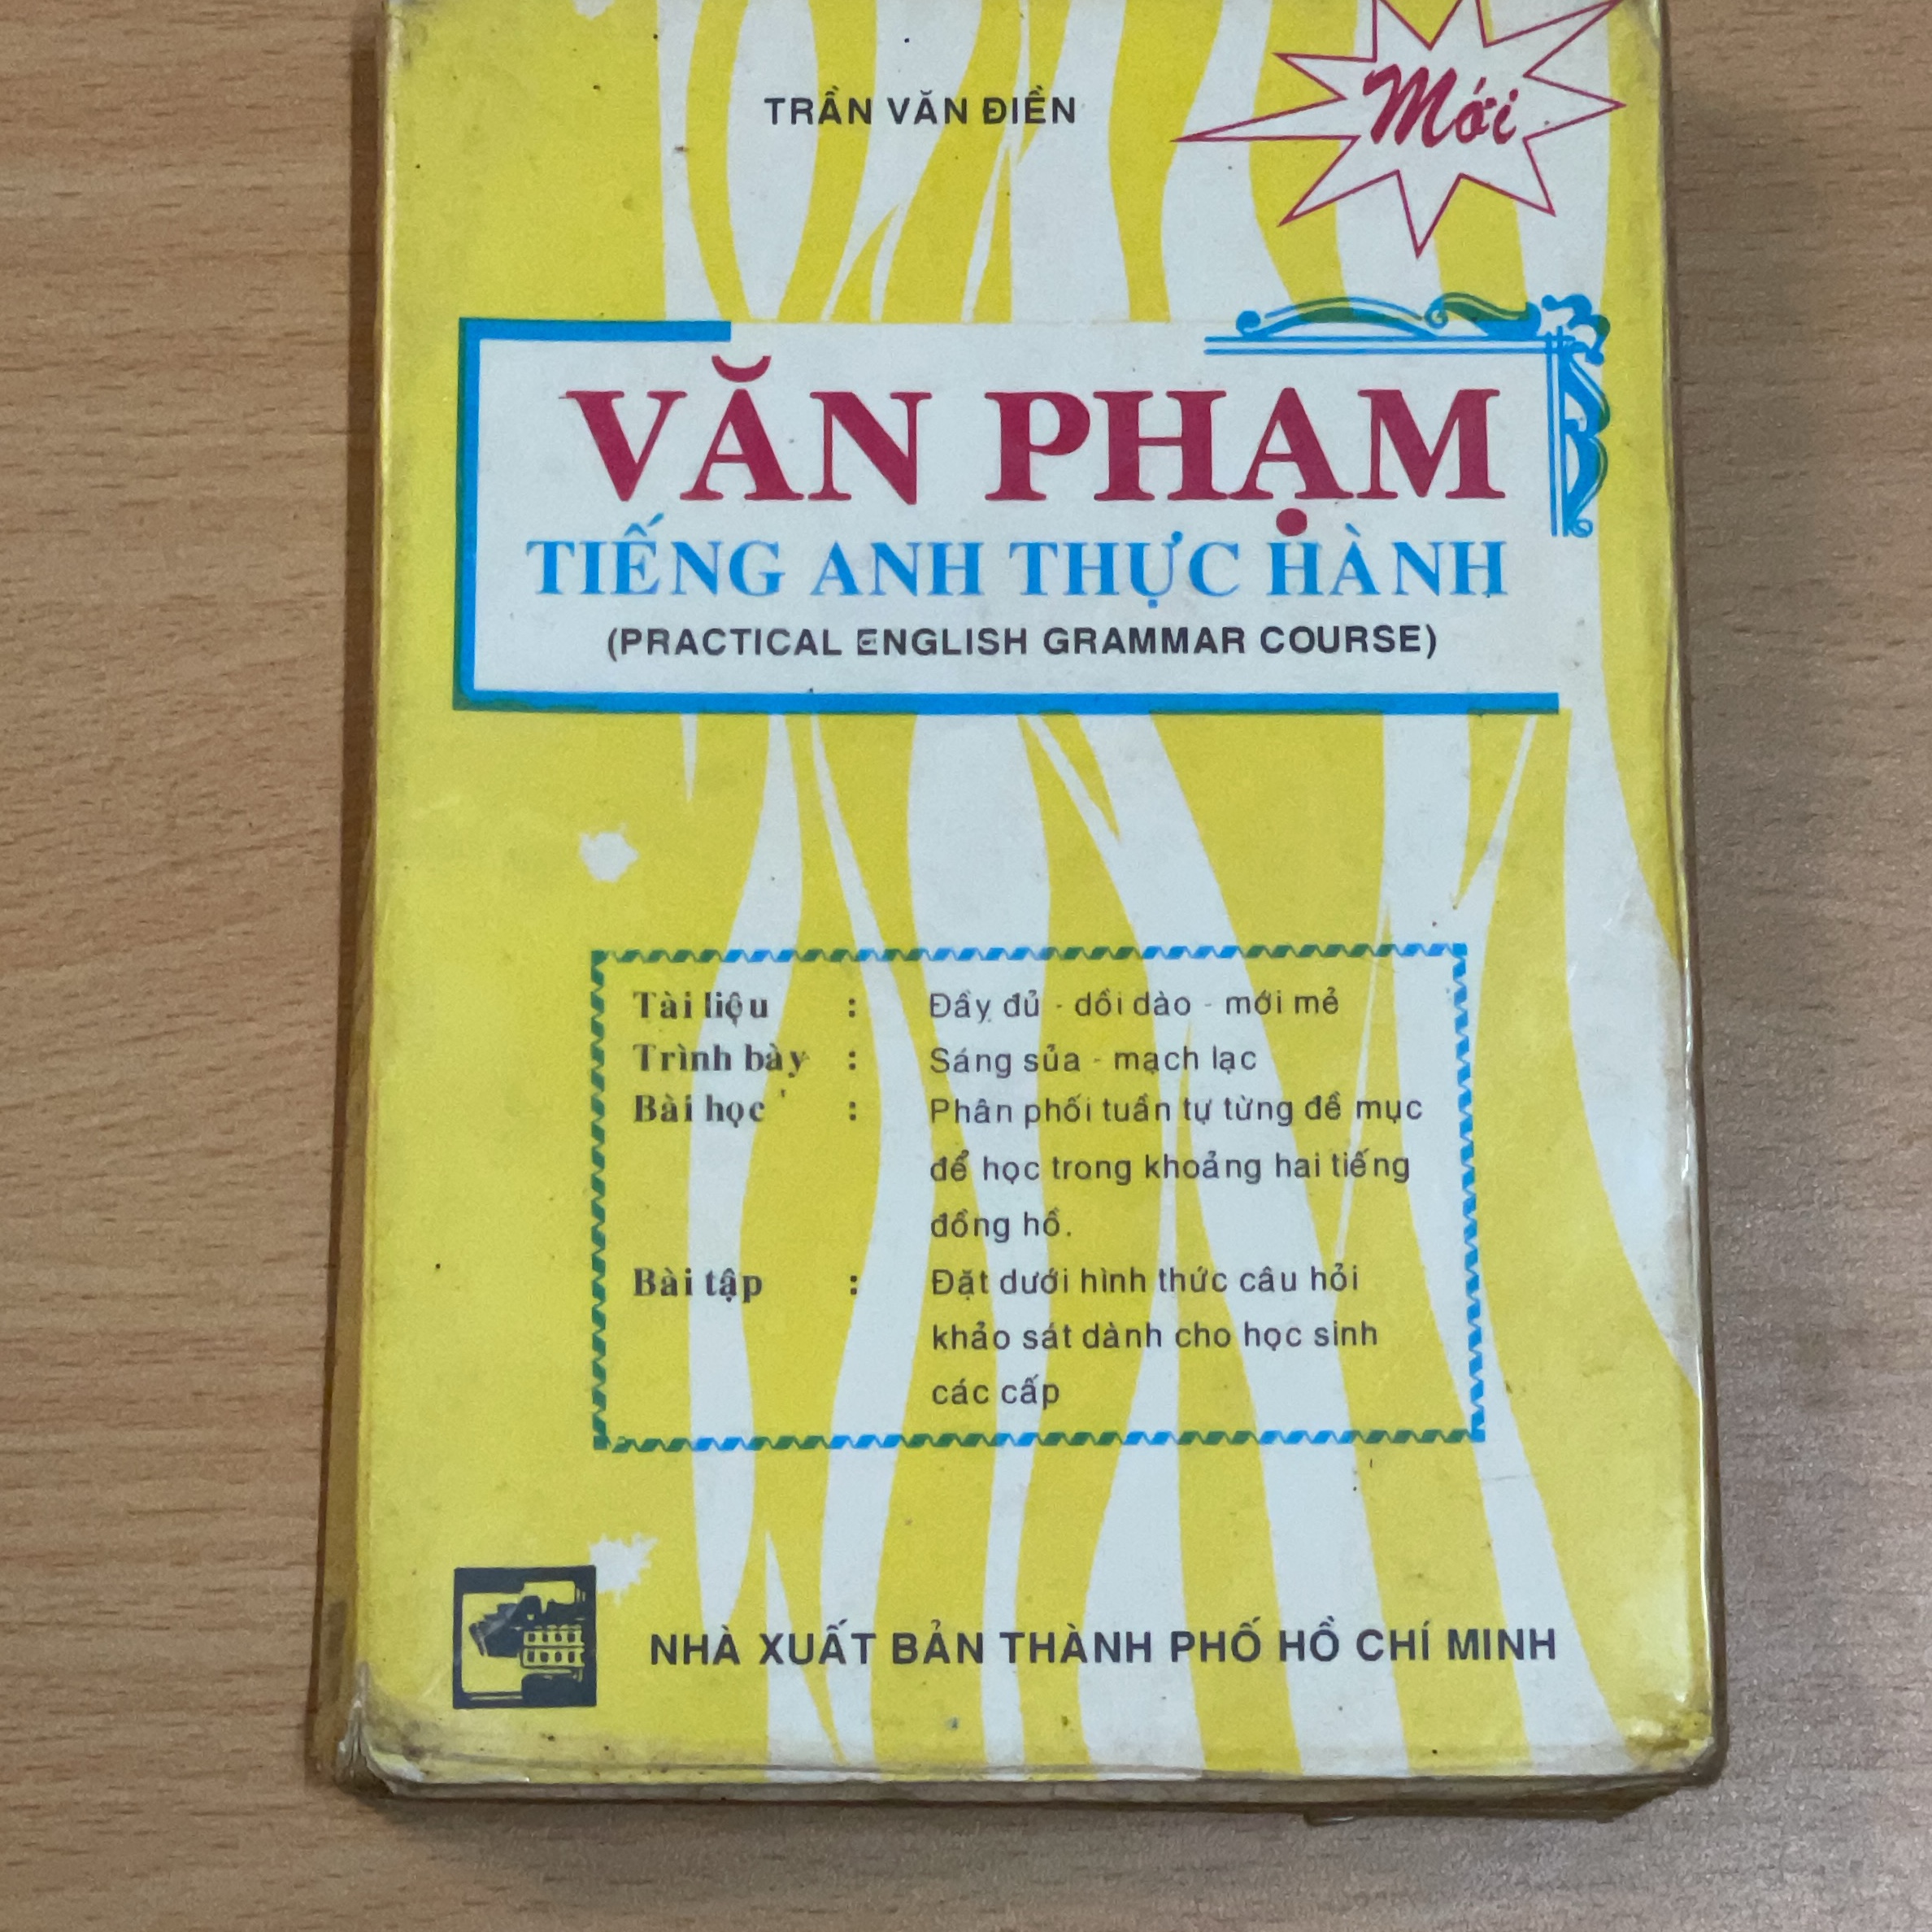 TRẦN VĂN ĐIỀN
Mới
VĂN PHẠM
TIẾNG ANH THỰC HÀNH
(PRACTICAL ENGLISH GRAMMAR COURSE)
Tài liệu : Đầy đủ - dồi dào - mới mẻ
Trình bày : Sáng sủa - mạch lạc
Bài học : Phân phối tuần tự từng đề mục
để học trong khoảng hai tiếng
đồng hồ.
Bài tập : Đặt dưới hình thức câu hỏi
khảo sát dành cho học sinh
các cấp
NHÀ XUẤT BẢN THÀNH PHỐ HỒ CHÍ MINH